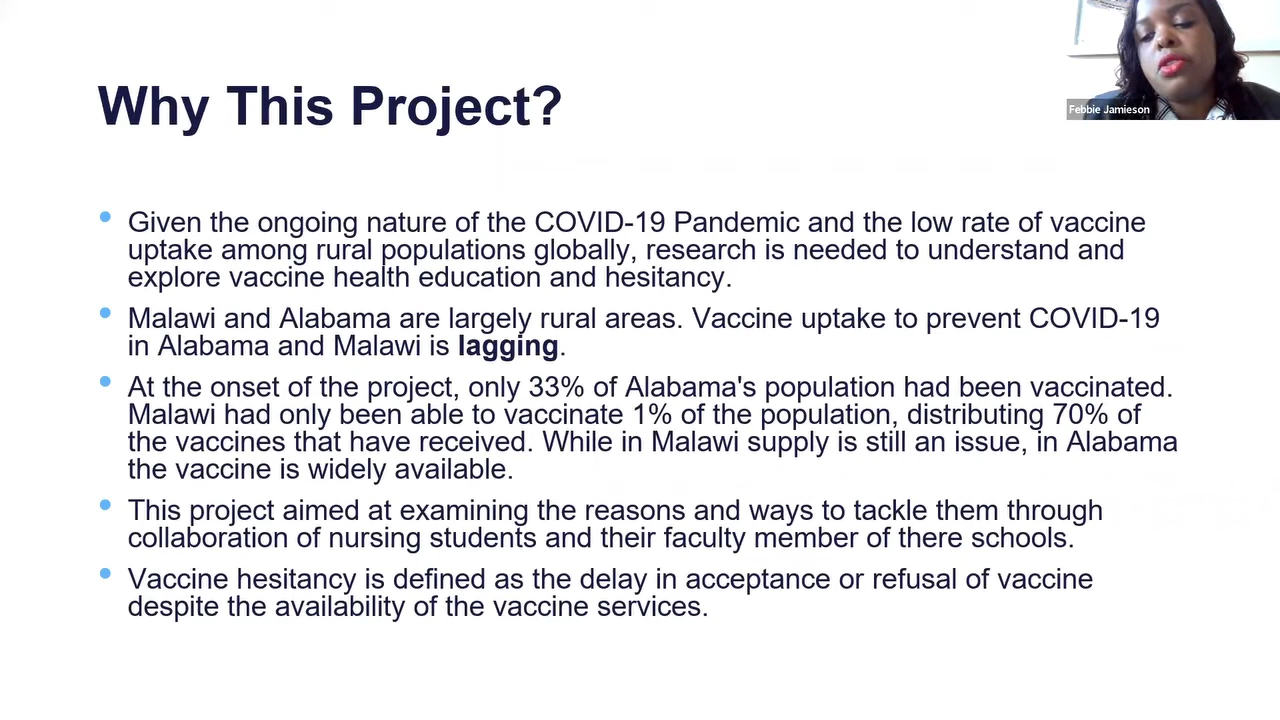 Febbie Jamieson
Why This Project?
• Given the ongoing nature of the COVID-19 Pandemic and the low rate of vaccine
uptake among rural populations globally, research is needed to understand and
explore vaccine health education and hesitancy.
• Malawi and Alabama are largely rural areas. Vaccine uptake to prevent COVID-19
in Alabama and Malawi is lagging.
• At the onset of the project, only 33% of Alabama's population had been vaccinated.
Malawi had only been able to vaccinate 1% of the population, distributing 70% of
the vaccines that have received. While in Malawi supply is still an issue, in Alabama
the vaccine is widely available.
• This project aimed at examining the reasons and ways to tackle them through
collaboration of nursing students and their faculty member of there schools.
• Vaccine hesitancy is defined as the delay in acceptance or refusal of vaccine
despite the availability of the vaccine services.